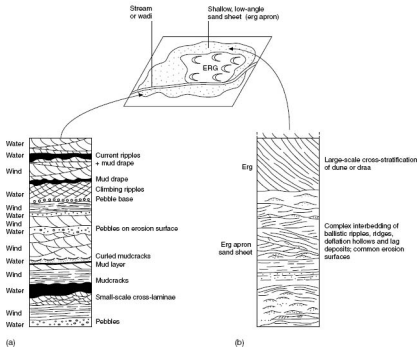 Stream
or wadi
Shallow, low-angle
sand sheet (erg apron)
ERG
Water
Water
Wind
Water
Wind
Water
Wind
Water
Wind
Water
Wind
Water
Wind
Water
Current ripples
+ mud drape
Mud drape
Climbing ripples
Pebble base
Pebbles on erosion surface
Curled mudcracks
Mud layer
Mudcracks
Small-scale cross-laminae
Pebbles
(a)
Erg
Erg apron
sand sheet
Large-scale cross-stratification
of dune or draa
Complex interbedding of
ballistic ripples, ridges,
deflation hollows and lag
deposits; common erosion
surfaces
(b)